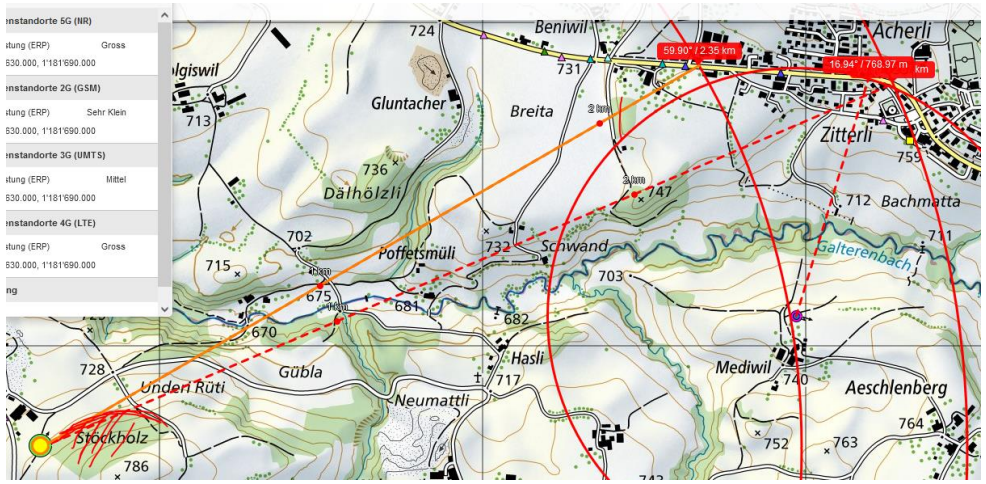 enstandorte 5G (NR)
stung (ERP) Gross
630.000, 1'181'690.000
enstandorte 2G (GSM)
stung (ERP) Sehr Klein
630.000, 1'181'690.000
enstandorte 3G (UMTS)
stung (ERP) Mittel
630.000, 1'181'690.000
enstandorte 4G (LTE)
stung (ERP) Gross
630.000, 1'181'690.000
ng
724
Beniwil
Acherli
59.90° / 2.35 km
16.94° / 768.97 m
km
731
olgiswil
Gluntacher
Breita
2 km
713
Zitterli
759
736
Dälhölzli
2 km
747
712
Bachmatta
702
732
Schwand
711
Galterenbach
715
Poffetsmüli
1 km
703
675
681
1 km
682
670
Hasli
Mediwil
728
Gübla
717
740
Underi Rüti
Neumattli
Aeschlenberg
Stöckholz
764
752
763
786
743